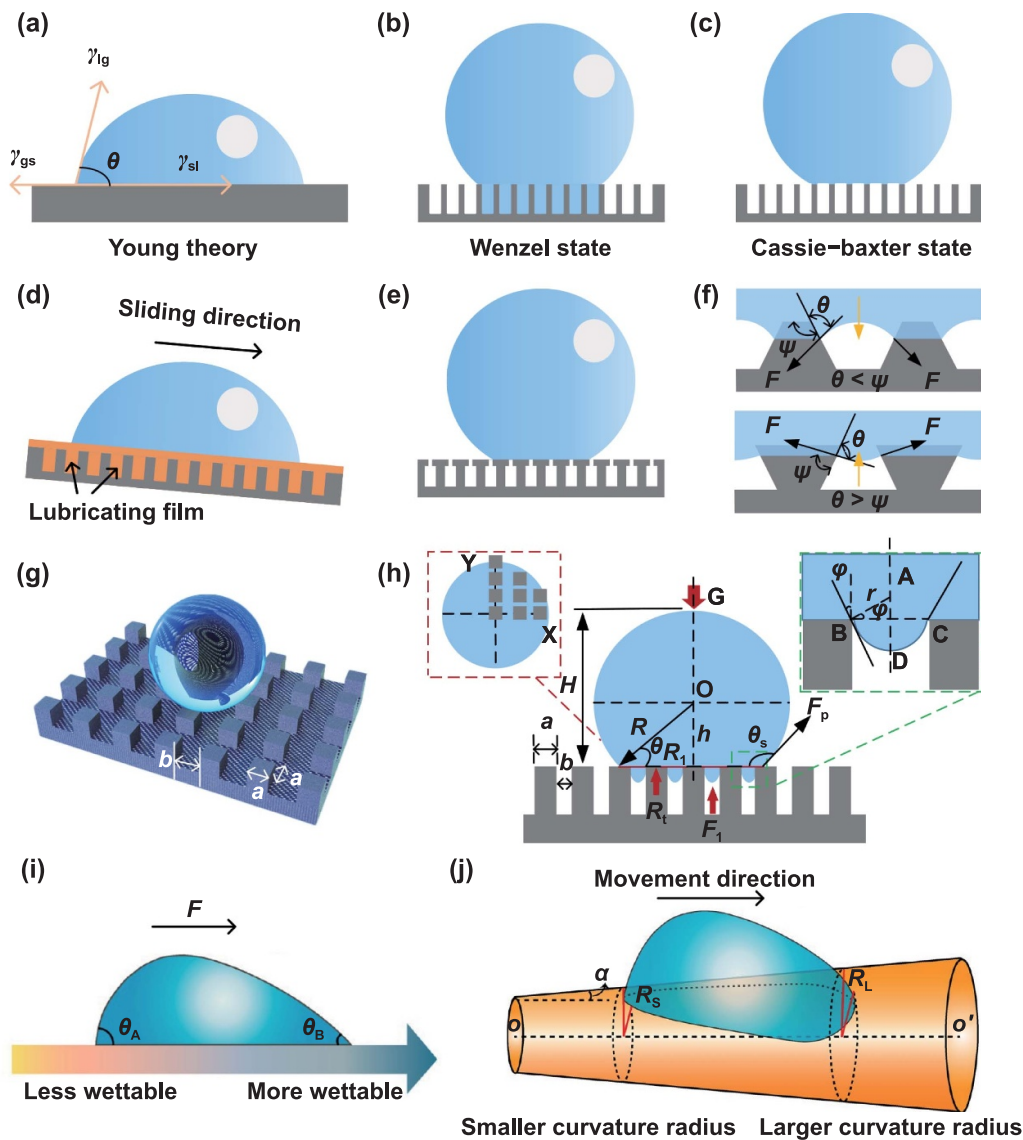 (a)
γlg
γgs
θ
γsl
Young theory
(b)
Wenzel state
(c)
Cassie−baxter state
(d)
Sliding direction
Lubricating film
(e)
(f)
θ
ψ
F
θ < ψ
F
F
θ
F
ψ
θ > ψ
(g)
b
a
a
(h)
Y
X
G
H
O
R
h
θ
R1
θs
Fp
a
b
Rt
F1
φ
A
r
φ
B
C
D
(i)
F
θA
θB
Less wettable
More wettable
(j)
Movement direction
α
RS
RL
o
o'
Smaller curvature radius
Larger curvature radius